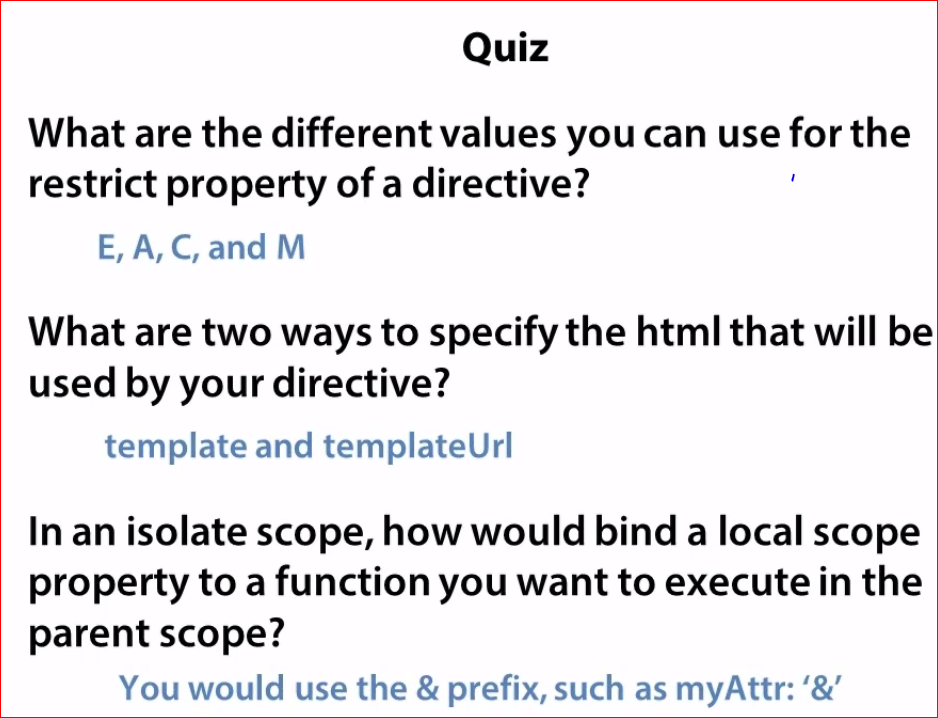 Quiz
What are the different values you can use for the
restrict property of a directive?
E, A, C, and M
What are two ways to specify the html that will be
used by your directive?
template and templateUrl
In an isolate scope, how would bind a local scope
property to a function you want to execute in the
parent scope?
You would use the & prefix, such as myAttr: ‘&’